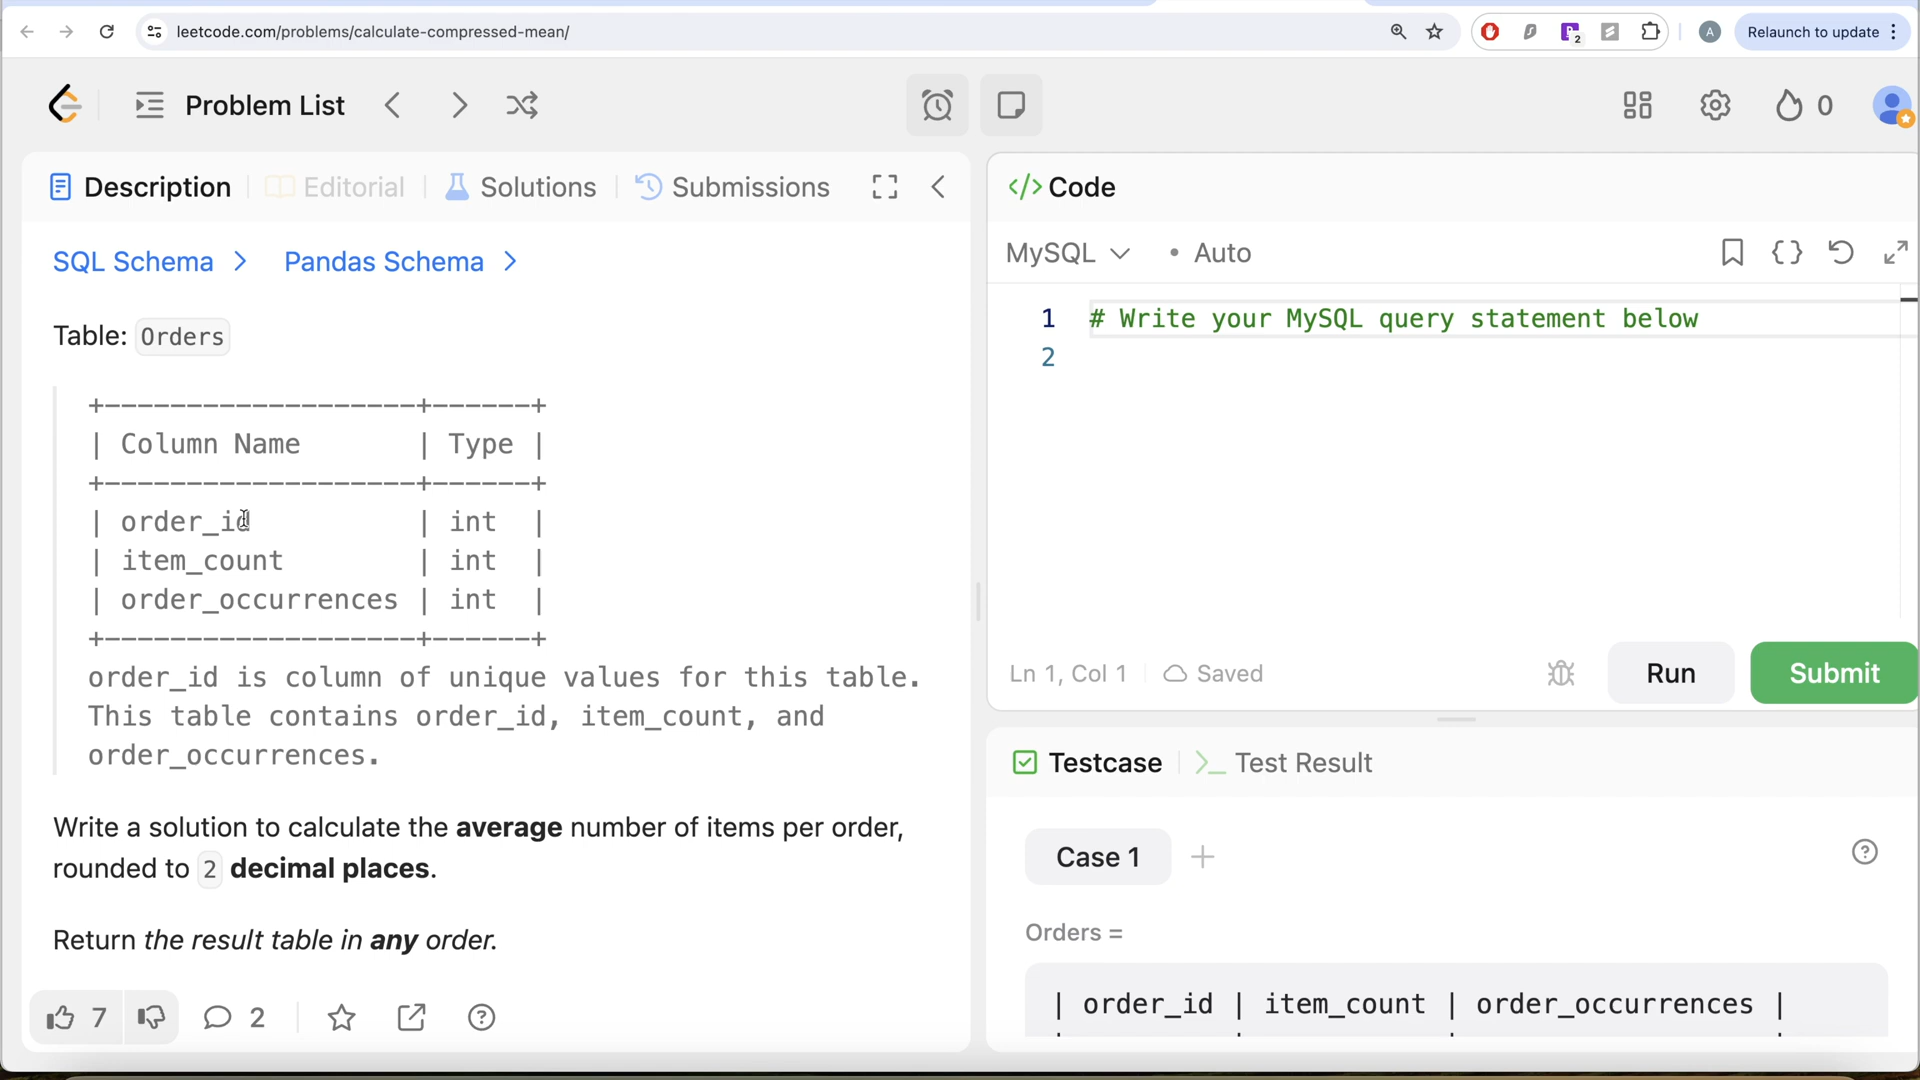 leetcode.com/problems/calculate-compressed-mean/
2
A
Relaunch to update
Problem List
0
Description
Editorial
Solutions
Submissions
SQL Schema >
Pandas Schema >
Table: Orders
+-------------------+------+
| Column Name       | Type |
+-------------------+------+
| order_id          | int  |
| item_count        | int  |
| order_occurrences | int  |
+-------------------+------+
order_id is column of unique values for this table.
This table contains order_id, item_count, and
order_occurrences.
Write a solution to calculate the average number of items per order,
rounded to 2 decimal places.
Return the result table in any order.
7
2
</> Code
MySQL
• Auto
1 # Write your MySQL query statement below
2
Ln 1, Col 1
Saved
Run
Submit
Testcase
>_ Test Result
Case 1
+
Orders =
| order_id | item_count | order_occurrences |